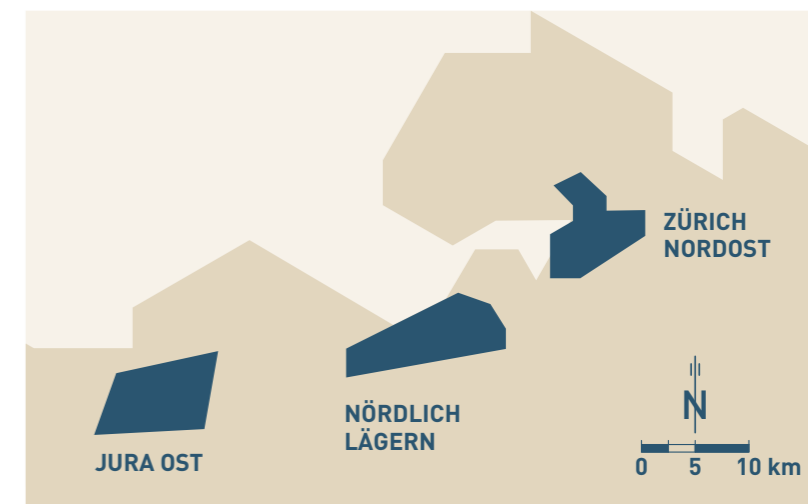 ZÜRICH
NORDOST
NÖRDLICH
LÄGERN
JURA OST
N
0 5 10 km